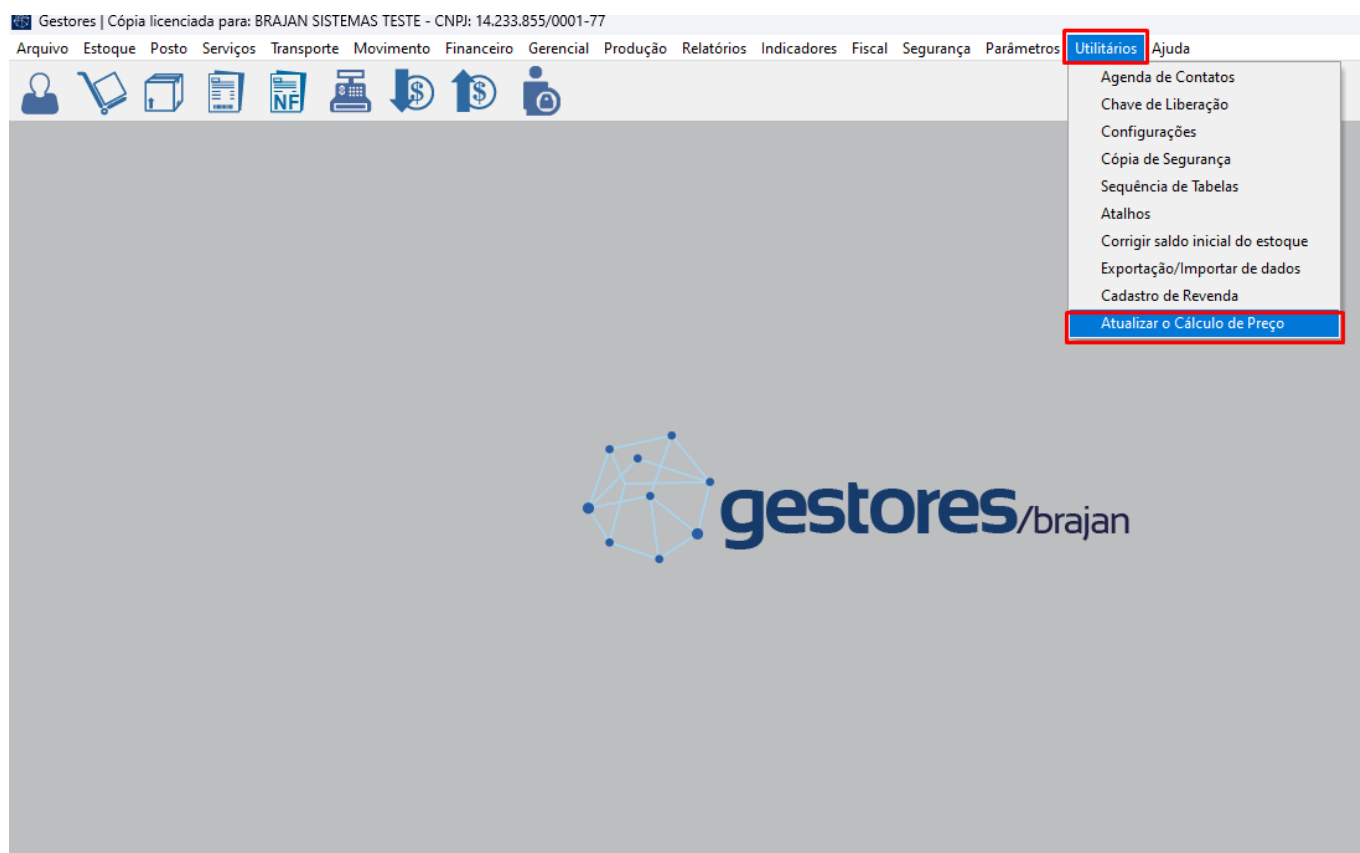 Gestores | Cópia licenciada para: BRAJAN SISTEMAS TESTE - CNPJ: 14.233.855/0001-77
Arquivo Estoque Posto Serviços Transporte Movimento Financeiro Gerencial Produção Relatórios Indicadores Fiscal Segurança Parâmetros Utilitários Ajuda
NF
Agenda de Contatos
Chave de Liberação
Configurações
Cópia de Segurança
Sequência de Tabelas
Atalhos
Corrigir saldo inicial do estoque
Exportação/Importar de dados
Cadastro de Revenda
Atualizar o Cálculo de Preço
gestores/brajan